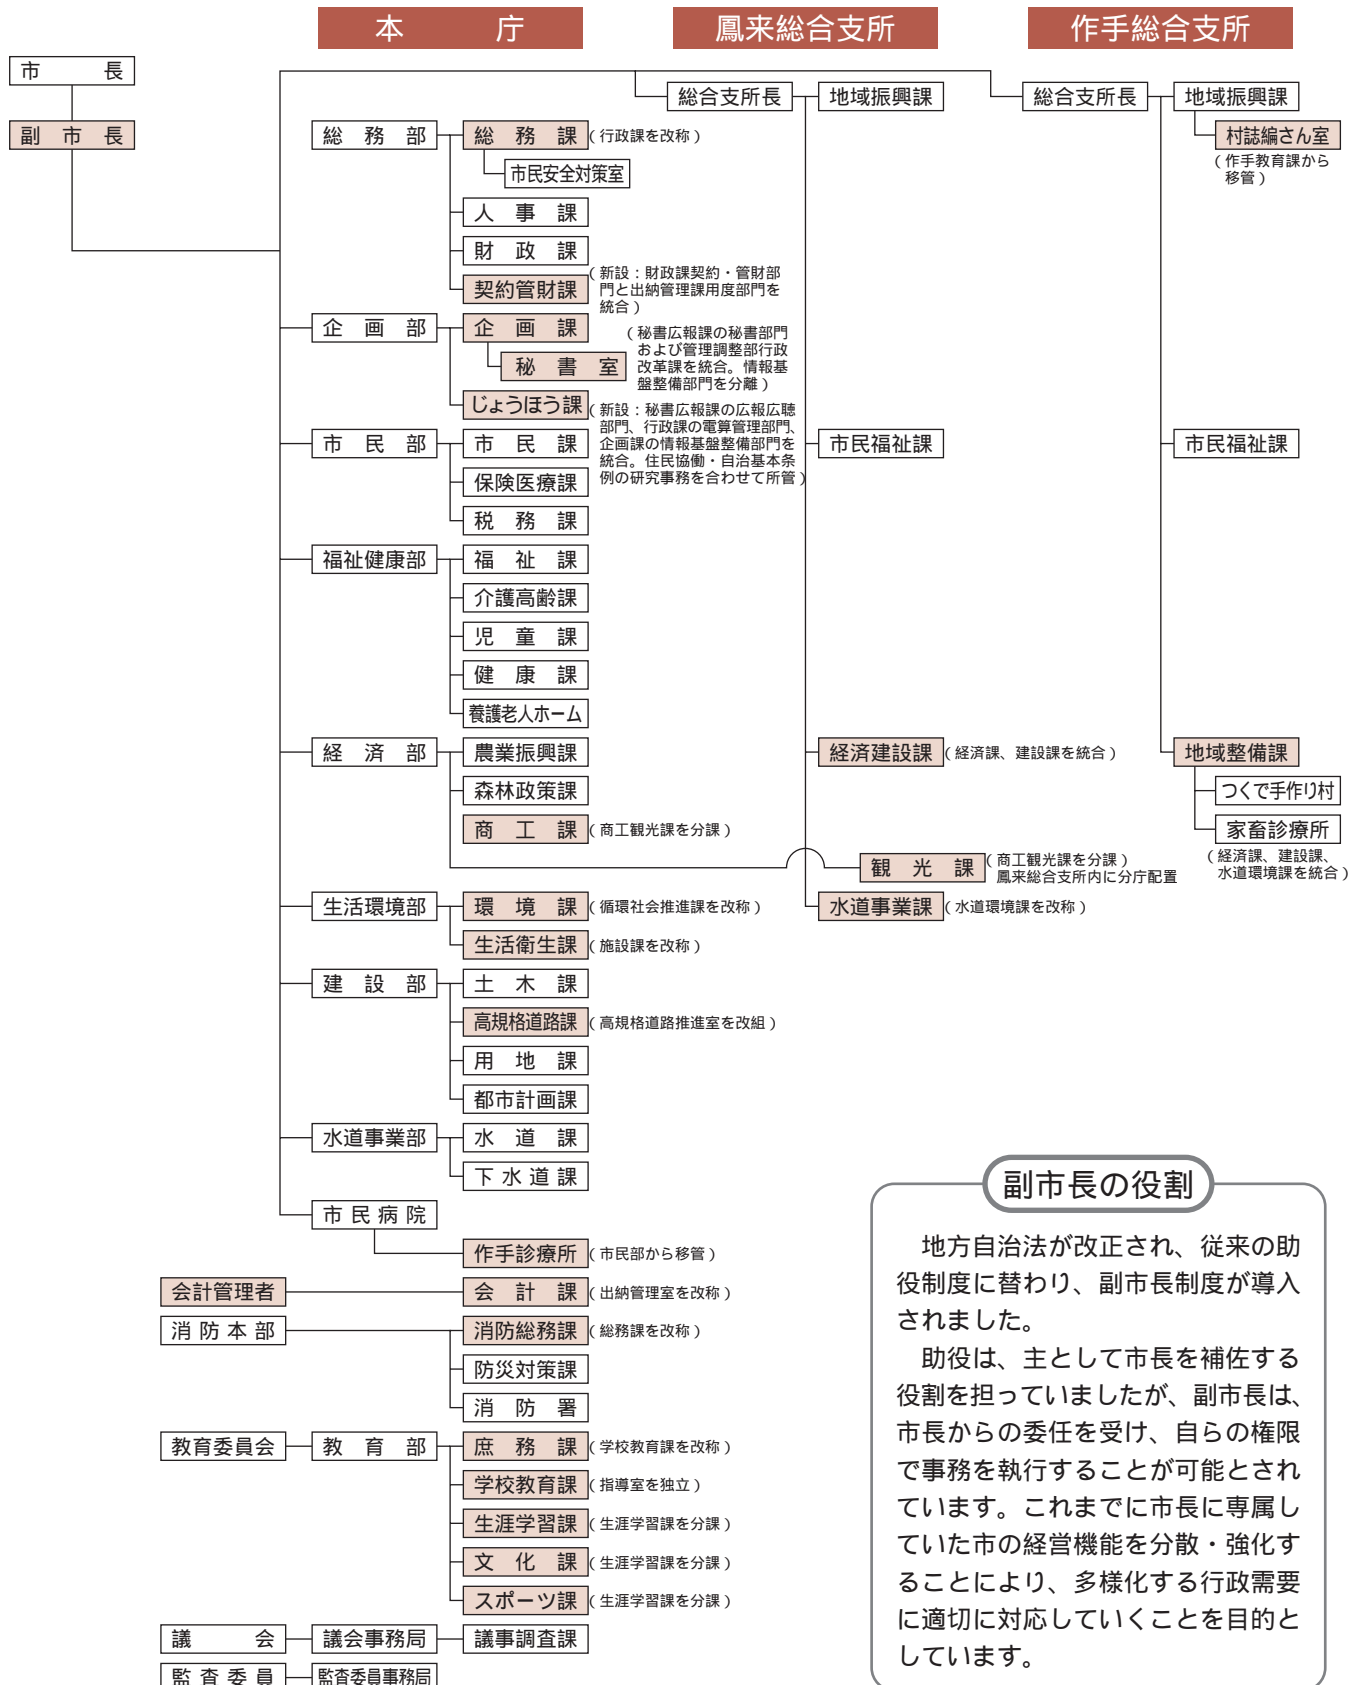 本庁
鳳来総合支所
作手総合支所
市長
副市長
総合支所長
地域振興課
総合支所長
地域振興課
村誌編さん室
（作手教育課から
移管）
総務部
総務課
（行政課を改称）
市民安全対策室
人事課
財政課
契約管財課
（新設：財政課契約・管財部
門と出納管理課用度部門を
統合）
企画部
企画課
秘書室
（秘書広報課の秘書部門
および管理調整部行政
改革課を統合。情報基
盤整備部門を分離）
じょうほう課
（新設：秘書広報課の広報広聴
部門、行政課の電算管理部門、
企画課の情報基盤整備部門を
統合。住民協働・自治基本条
例の研究事務を合わせて所管）
市民部
市民課
保険医療課
税務課
市民福祉課
市民福祉課
福祉健康部
福祉課
介護高齢課
児童課
健康課
養護老人ホーム
経済部
農業振興課
森林政策課
商工課
（商工観光課を分課）
経済建設課
（経済課、建設課を統合）
地域整備課
つくで手作り村
家畜診療所
（経済課、建設課、
水道環境課を統合）
観光課
（商工観光課を分課）
鳳来総合支所内に分庁配置
生活環境部
環境課
（循環社会推進課を改称）
水道事業課
（水道環境課を改称）
生活衛生課
（施設課を改称）
建設部
土木課
高規格道路課
（高規格道路推進室を改組）
用地課
都市計画課
水道事業部
水道課
下水道課
市民病院
作手診療所
（市民部から移管）
会計管理者
会計課
（出納管理室を改称）
消防本部
消防総務課
（総務課を改称）
防災対策課
消防署
教育委員会
教育部
庶務課
（学校教育課を改称）
学校教育課
（指導室を独立）
生涯学習課
（生涯学習課を分課）
文化課
（生涯学習課を分課）
スポーツ課
（生涯学習課を分課）
議会
議会事務局
議事調査課
監査委員
監査委員事務局
副市長の役割
地方自治法が改正され、従来の助
役制度に替わり、副市長制度が導入
されました。
助役は、主として市長を補佐する
役割を担っていましたが、副市長は、
市長からの委任を受け、自らの権限
で事務を執行することが可能とされ
ています。これまでに市長に専属し
ていた市の経営機能を分散・強化す
ることにより、多様化する行政需要
に適切に対応していくことを目的と
しています。